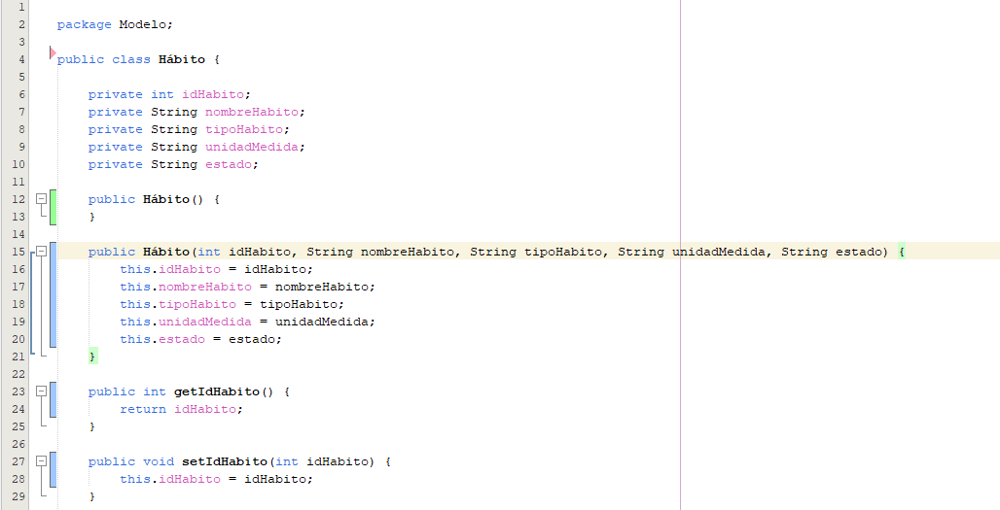 1
2 package Modelo;
3
4 public class Hábito {
5
6     private int idHabito;
7     private String nombreHabito;
8     private String tipoHabito;
9     private String unidadMedida;
10     private String estado;
11
12     public Hábito() {
13     }
14
15     public Hábito(int idHabito, String nombreHabito, String tipoHabito, String unidadMedida, String estado) {
16         this.idHabito = idHabito;
17         this.nombreHabito = nombreHabito;
18         this.tipoHabito = tipoHabito;
19         this.unidadMedida = unidadMedida;
20         this.estado = estado;
21     }
22
23     public int getIdHabito() {
24         return idHabito;
25     }
26
27     public void setIdHabito(int idHabito) {
28         this.idHabito = idHabito;
29     }